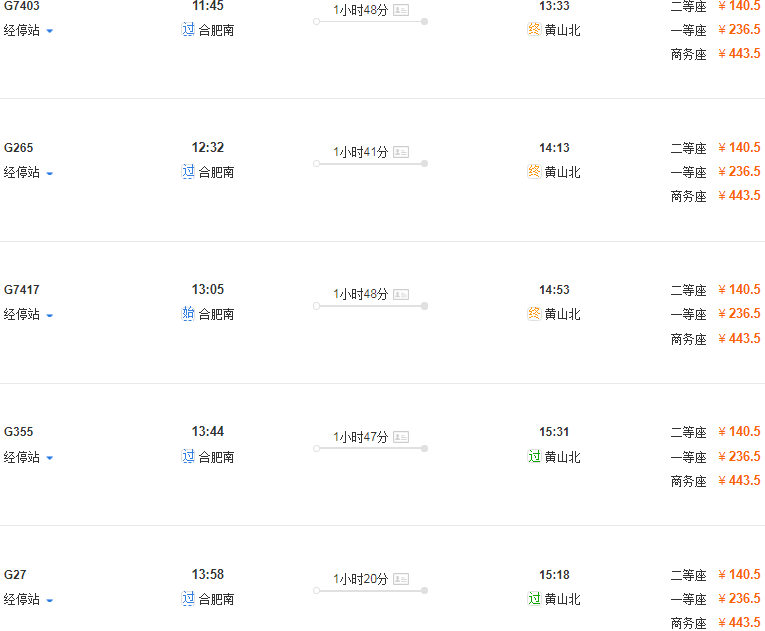 G7403 11:45 1小时48分 13:33 二等座 ¥ 140.5
经停站 过 合肥南 终 黄山北 一等座 ¥ 236.5
商务座 ¥ 443.5
G265 12:32 1小时41分 14:13 二等座 ¥ 140.5
经停站 过 合肥南 终 黄山北 一等座 ¥ 236.5
商务座 ¥ 443.5
G7417 13:05 1小时48分 14:53 二等座 ¥ 140.5
经停站 始 合肥南 终 黄山北 一等座 ¥ 236.5
商务座 ¥ 443.5
G355 13:44 1小时47分 15:31 二等座 ¥ 140.5
经停站 过 合肥南 过 黄山北 一等座 ¥ 236.5
商务座 ¥ 443.5
G27 13:58 1小时20分 15:18 二等座 ¥ 140.5
经停站 过 合肥南 过 黄山北 一等座 ¥ 236.5
商务座 ¥ 443.5